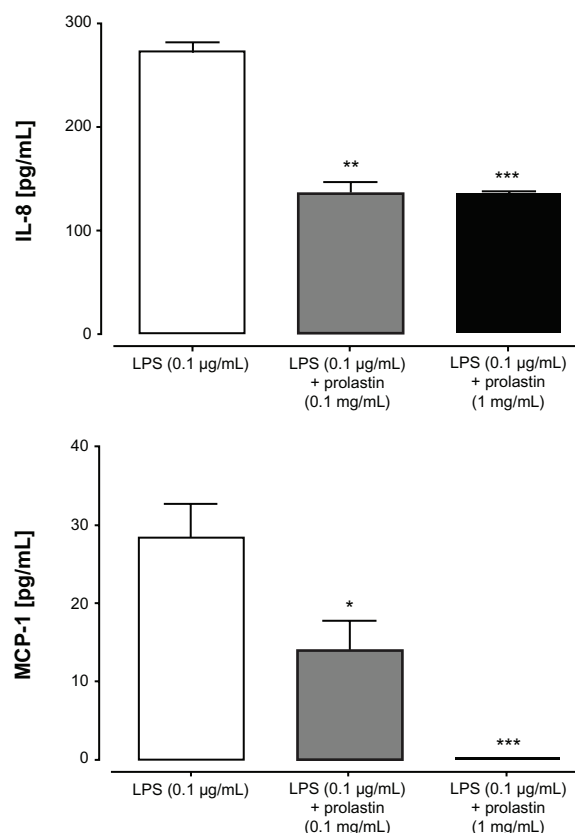 300
200
100
0
IL-8 [pg/mL]
**
***
LPS (0.1 µg/mL)
LPS (0.1 µg/mL)
+ prolastin
(0.1 mg/mL)
LPS (0.1 µg/mL)
+ prolastin
(1 mg/mL)
40
30
20
10
0
MCP-1 [pg/mL]
*
***
LPS (0.1 µg/mL)
LPS (0.1 µg/mL)
+ prolastin
(0.1 mg/mL)
LPS (0.1 µg/mL)
+ prolastin
(1 mg/mL)